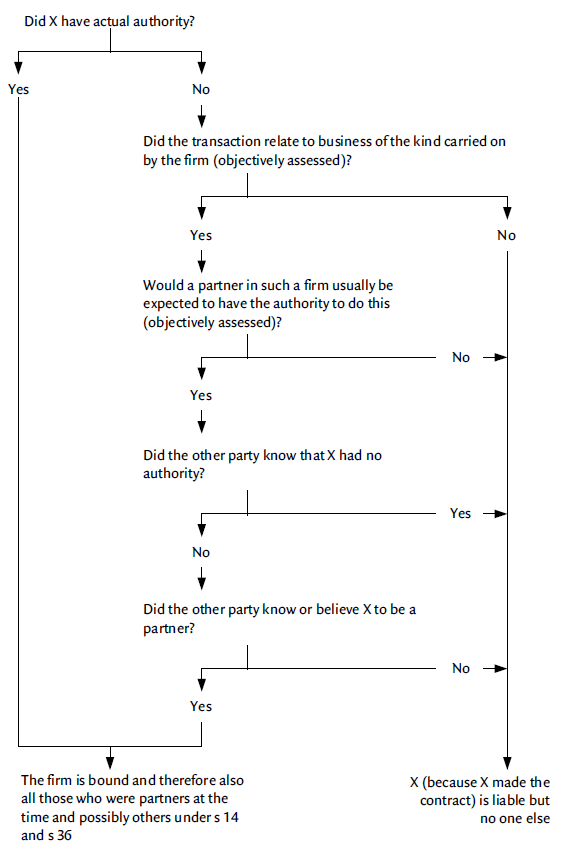 Did X have actual authority?
Yes
No
Did the transaction relate to business of the kind carried on
by the firm (objectively assessed)?
Yes
No
Would a partner in such a firm usually be
expected to have the authority to do this
(objectively assessed)?
No
Yes
Did the other party know that X had no
authority?
Yes
No
Did the other party know or believe X to be a
partner?
No
Yes
The firm is bound and therefore also
all those who were partners at the
time and possibly others under s 14
and s 36
X (because X made the
contract) is liable but
no one else